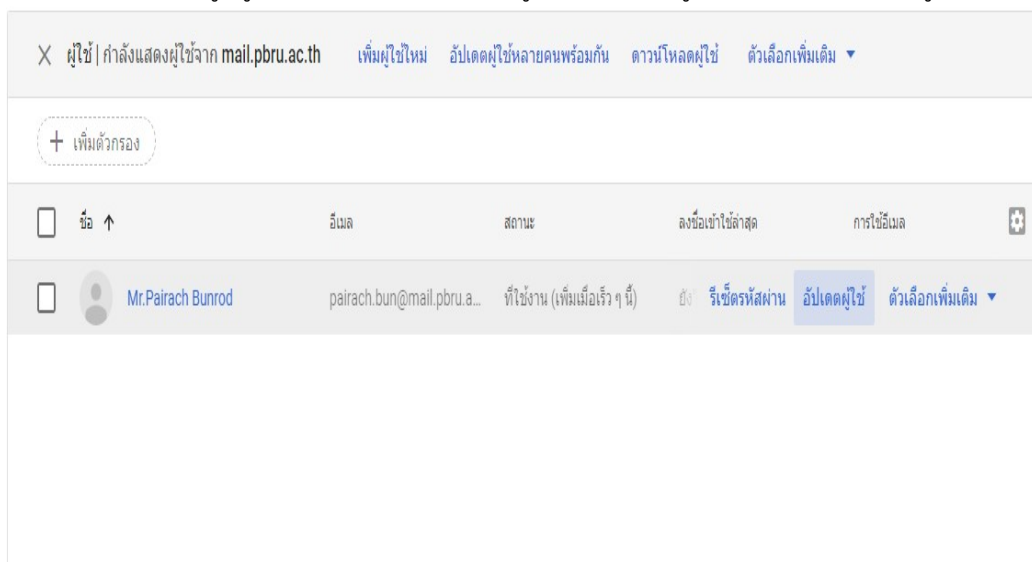 ผู้ใช้ | กำลังแสดงผู้ใช้จาก mail.pbru.ac.th เพิ่มผู้ใช้ใหม่ อัปเดตผู้ใช้หลายคนพร้อมกัน ดาวน์โหลดผู้ใช้ ตัวเลือกเพิ่มเติม
+ เพิ่มตัวกรอง
ชื่อ อีเมล สถานะ ลงชื่อเข้าใช้ล่าสุด การใช้อีเมล
Mr.Pairach Bunrod pairach.bun@mail.pbru.a... ที่ใช้งาน (เพิ่มเมื่อเร็ว ๆ นี้) รีเซ็ตรหัสผ่าน อัปเดตผู้ใช้ ตัวเลือกเพิ่มเติม